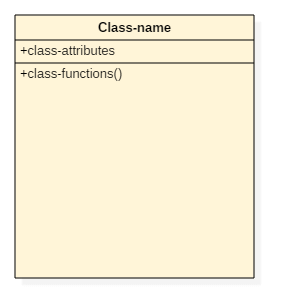 Class-name
+class-attributes
+class-functions()